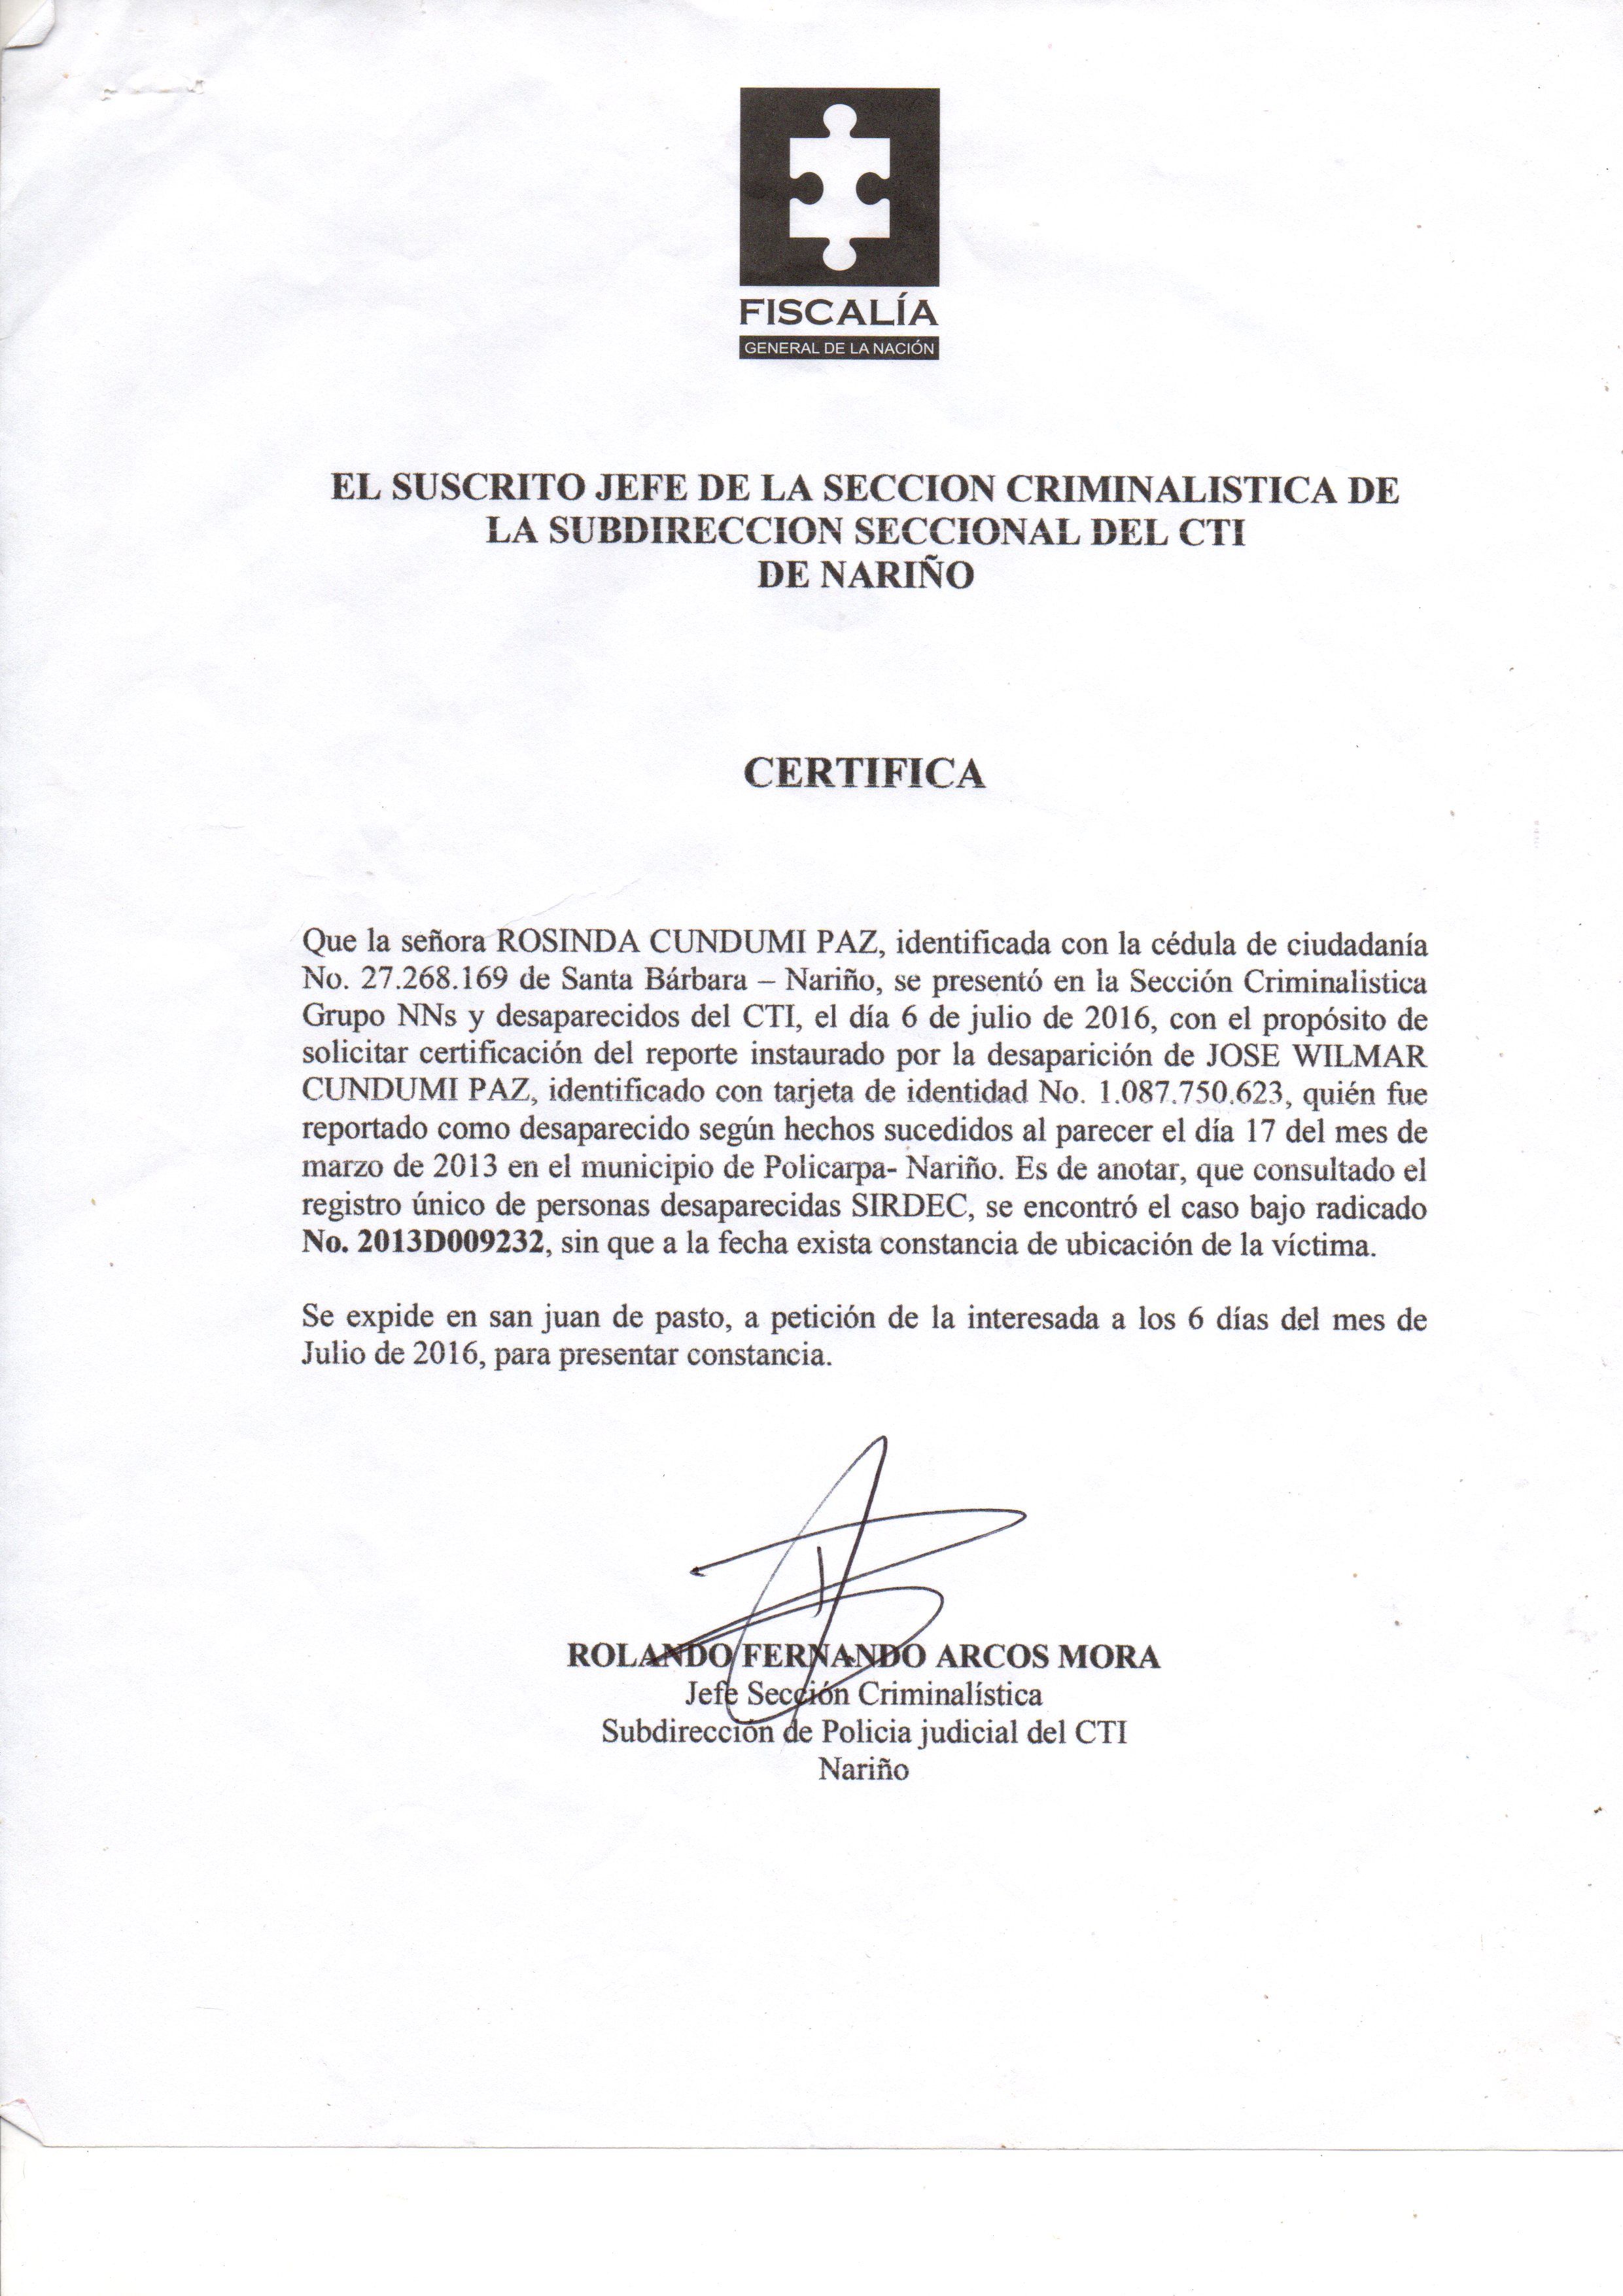 FISCALÍA
GENERAL DE LA NACIÓN
EL SUSCRITO JEFE DE LA SECCION CRIMINALISTICA DE
LA SUBDIRECCION SECCIONAL DEL CTI
DE NARIÑO
CERTIFICA
Que la señora ROSINDA CUNDUMI PAZ, identificada con la cédula de ciudadanía
No. 27.268.169 de Santa Bárbara – Nariño, se presentó en la Sección Criminalistica
Grupo NNs y desaparecidos del CTI, el día 6 de julio de 2016, con el propósito de
solicitar certificación del reporte instaurado por la desaparición de JOSE WILMAR
CUNDUMI PAZ, identificado con tarjeta de identidad No. 1.087.750.623, quién fue
reportado como desaparecido según hechos sucedidos al parecer el día 17 del mes de
marzo de 2013 en el municipio de Policarpa- Nariño. Es de anotar, que consultado el
registro único de personas desaparecidas SIRDEC, se encontró el caso bajo radicado
No. 2013D009232, sin que a la fecha exista constancia de ubicación de la víctima.
Se expide en san juan de pasto, a petición de la interesada a los 6 días del mes de
Julio de 2016, para presentar constancia.
ROLANDO FERNANDO ARCOS MORA
Jefe Sección Criminalística
Subdirección de Policia judicial del CTI
Nariño